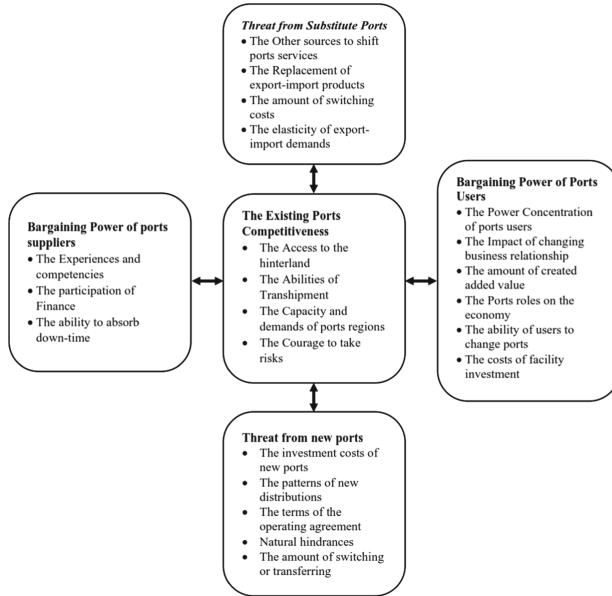 Threat from Substitute Ports
• The Other sources to shift
ports services
• The Replacement of
export-import products
• The amount of switching
costs
• The elasticity of export-
import demands
Bargaining Power of ports
suppliers
• The Experiences and
competencies
• The participation of
Finance
• The ability to absorb
down-time
The Existing Ports
Competitiveness
• The Access to the
hinterland
• The Abilities of
Transhipment
• The Capacity and
demands of ports regions
• The Courage to take
risks
Bargaining Power of Ports
Users
• The Power Concentration
of ports users
• The Impact of changing
business relationship
• The amount of created
added value
• The Ports roles on the
economy
• The ability of users to
change ports
• The costs of facility
investment
Threat from new ports
• The investment costs of
new ports
• The patterns of new
distributions
• The terms of the
operating agreement
• Natural hindrances
• The amount of switching
or transferring